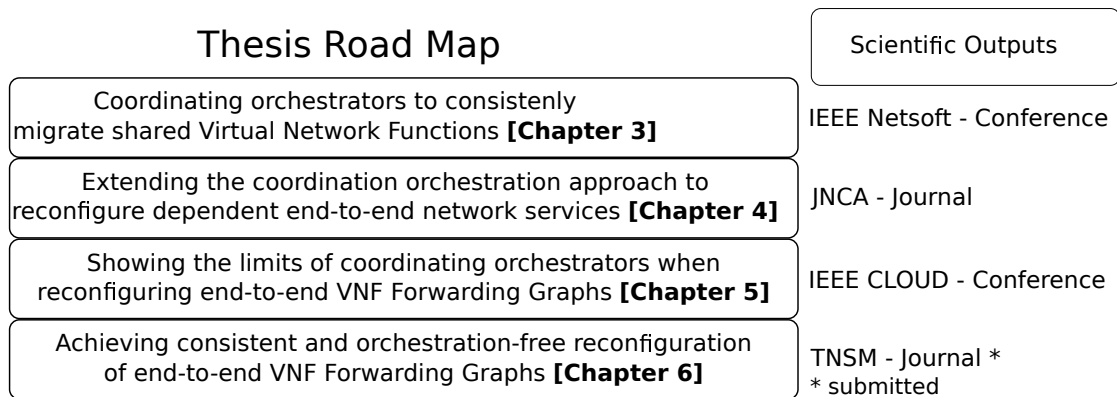 Thesis Road Map
Scientific Outputs
Coordinating orchestrators to consistenly
migrate shared Virtual Network Functions [Chapter 3]
IEEE Netsoft - Conference
Extending the coordination orchestration approach to
reconfigure dependent end-to-end network services [Chapter 4]
JNCA - Journal
Showing the limits of coordinating orchestrators when
reconfiguring end-to-end VNF Forwarding Graphs [Chapter 5]
IEEE CLOUD - Conference
Achieving consistent and orchestration-free reconfiguration
of end-to-end VNF Forwarding Graphs [Chapter 6]
TNSM - Journal *
* submitted